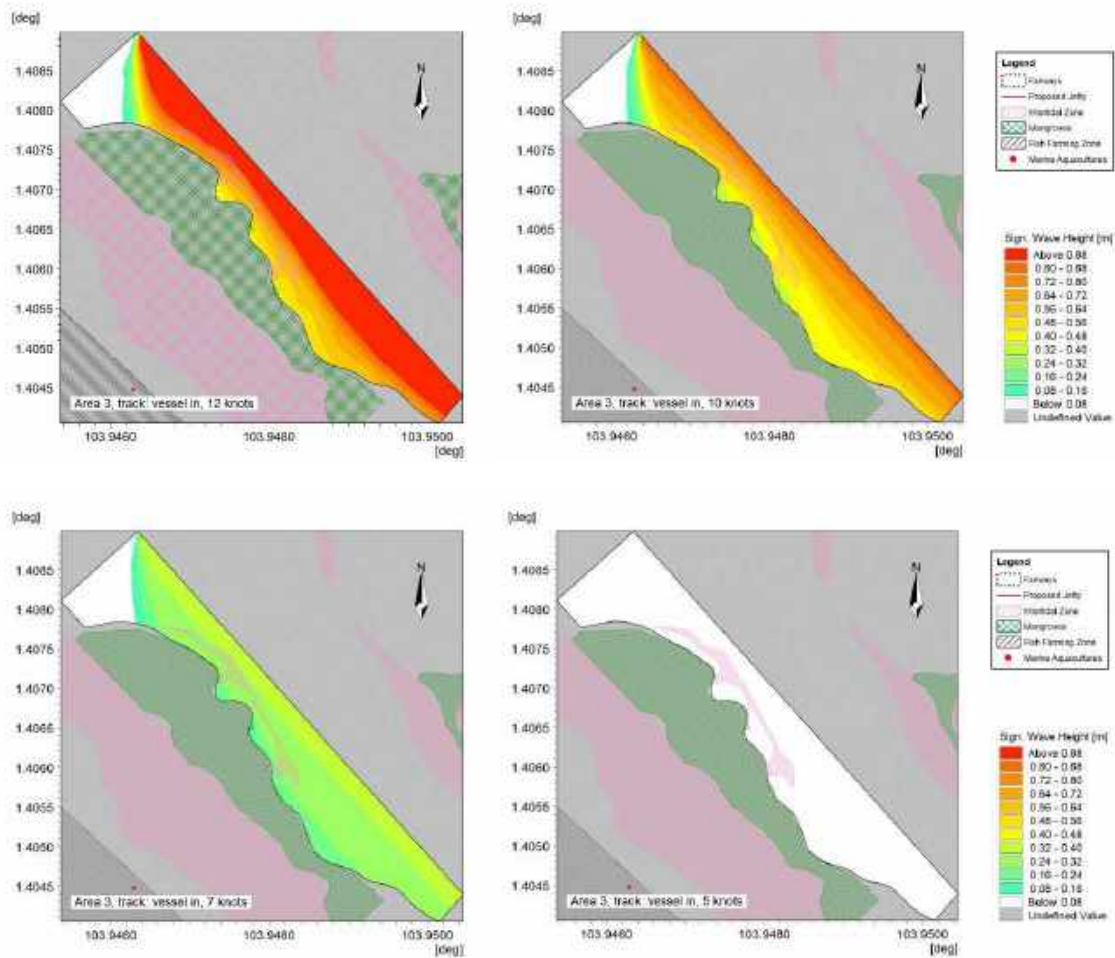 [deg]
[deg]
1.4085
1.4080
1.4075
1.4070
1.4065
1.4060
1.4055
1.4050
1.4045
N
Area 3, track: vessel in, 12 knots
103.9460
103.9480
103.9500
[deg]
1.4085
1.4080
1.4075
1.4070
1.4065
1.4060
1.4055
1.4050
1.4045
N
Area 3, track: vessel in, 10 knots
103.9460
103.9480
103.9500
[deg]
Legend
Fairways
Proposed Jetty
Intertidal Zone
Mangroves
Fish Farming Zone
Marine Aquacultures
Sign. Wave Height [m]
Above 0.88
0.80 - 0.88
0.72 - 0.80
0.64 - 0.72
0.56 - 0.64
0.48 - 0.56
0.40 - 0.48
0.32 - 0.40
0.24 - 0.32
0.16 - 0.24
0.08 - 0.16
Below 0.08
Undefined Value
[deg]
[deg]
1.4085
1.4080
1.4075
1.4070
1.4065
1.4060
1.4055
1.4050
1.4045
N
Area 3, track: vessel in, 7 knots
103.9460
103.9480
103.9500
[deg]
1.4085
1.4080
1.4075
1.4070
1.4065
1.4060
1.4055
1.4050
1.4045
N
Area 3, track: vessel in, 5 knots
103.9460
103.9480
103.9500
[deg]
Legend
Fairways
Proposed Jetty
Intertidal Zone
Mangroves
Fish Farming Zone
Marine Aquacultures
Sign. Wave Height [m]
Above 0.88
0.80 - 0.88
0.72 - 0.80
0.64 - 0.72
0.56 - 0.64
0.48 - 0.56
0.40 - 0.48
0.32 - 0.40
0.24 - 0.32
0.16 - 0.24
0.08 - 0.16
Below 0.08
Undefined Value